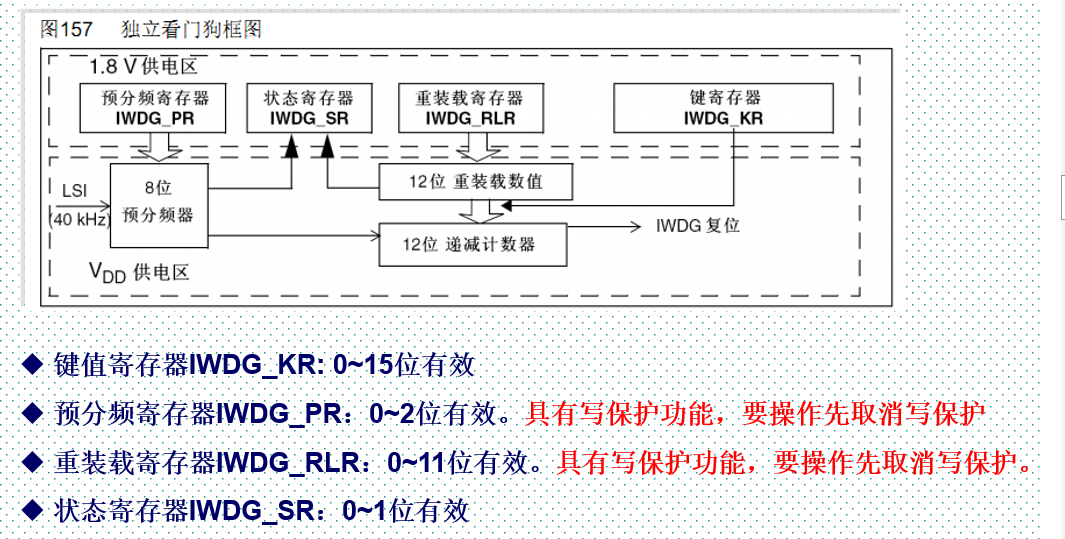 图157 独立看门狗框图
1.8 V 供电区
预分频寄存器
IWDG_PR
状态寄存器
IWDG_SR
重装载寄存器
IWDG_RLR
键寄存器
IWDG_KR
LSI
(40 kHz)
8位
预分频器
12位 重装载数值
12位 递减计数器
IWDG 复位
VDD 供电区
◆ 键值寄存器IWDG_KR: 0~15位有效
◆ 预分频寄存器IWDG_PR：0~2位有效。具有写保护功能，要操作先取消写保护
◆ 重装载寄存器IWDG_RLR：0~11位有效。具有写保护功能，要操作先取消写保护。
◆ 状态寄存器IWDG_SR：0~1位有效